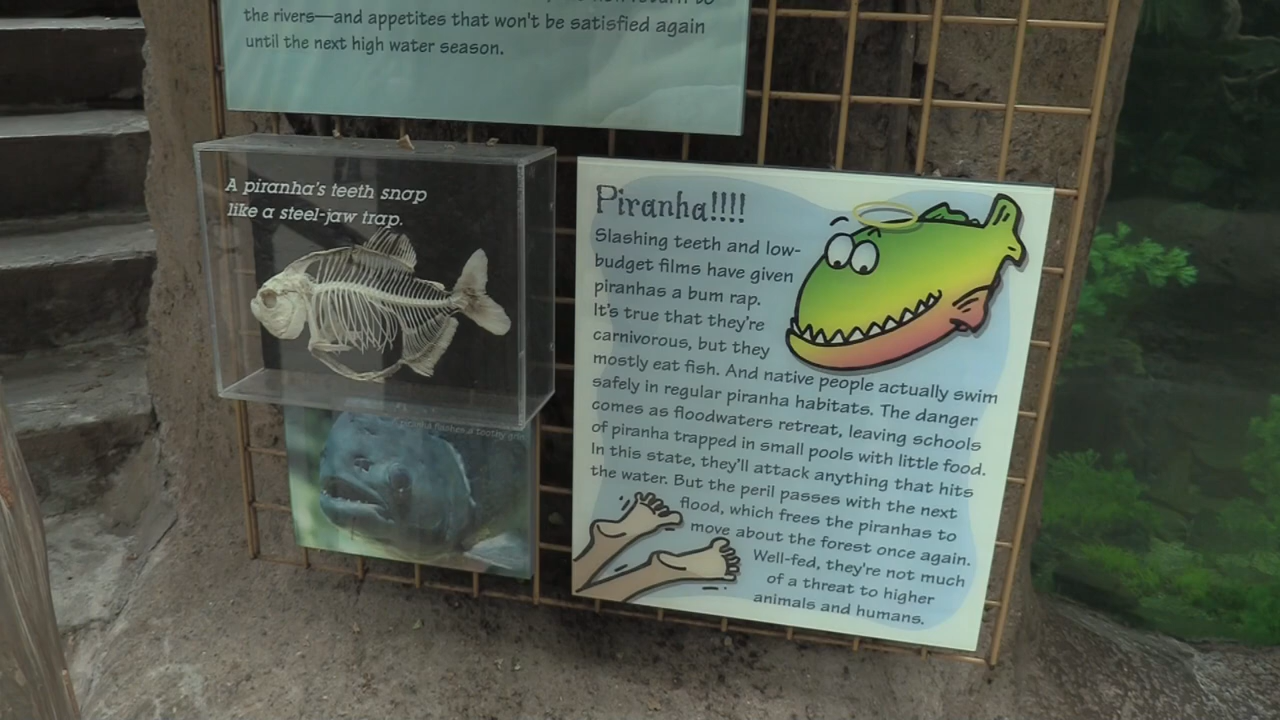 the rivers—and appetites that won't be satisfied again
until the next high water season.
A piranha's teeth snap
like a steel-jaw trap.
piranha flashes a toothy grin
Piranha!!!!
Slashing teeth and low-
budget films have given
piranhas a bum rap.
It's true that they're
carnivorous, but they
mostly eat fish. And native people actually swim
safely in regular piranha habitats. The danger
comes as floodwaters retreat, leaving schools
of piranha trapped in small pools with little food.
In this state, they'll attack anything that hits
the water. But the peril passes with the next
flood, which frees the piranhas to
move about the forest once again.
Well-fed, they're not much
of a threat to higher
animals and humans.